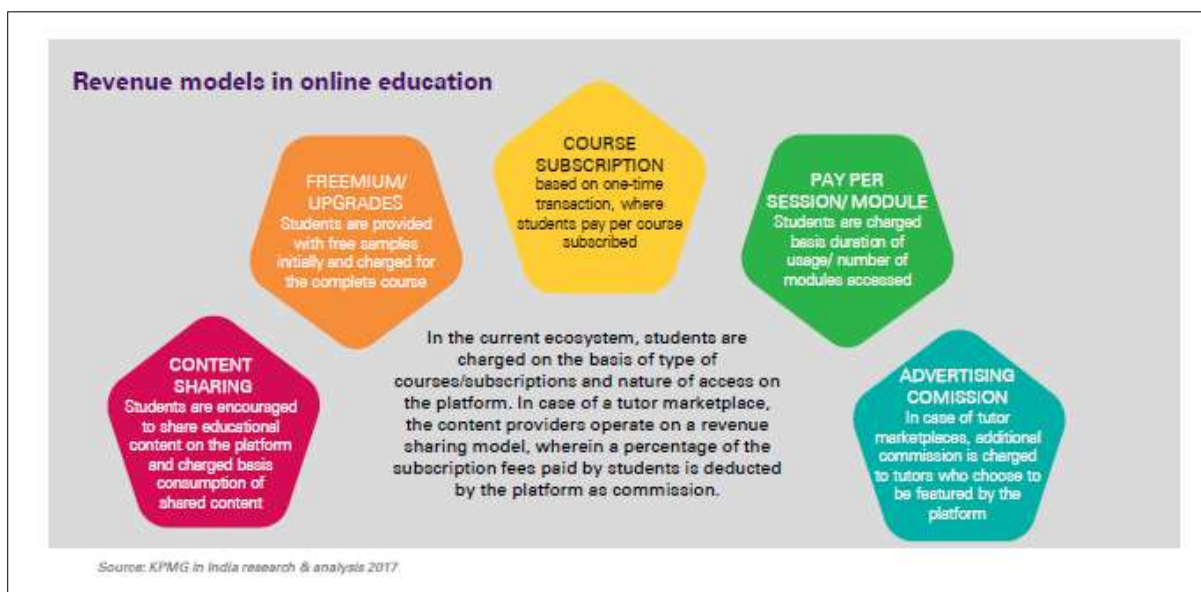 Revenue models in online education
COURSE
SUBSCRIPTION
based on one-time
transaction, where
students pay per course
subscribed
FREEMIUM/
UPGRADES
Students are provided
with free samples
initially and charged for
the complete course
PAY PER
SESSION/ MODULE
Students are charged
basis duration of
usage/ number of
modules accessed
CONTENT
SHARING
Students are encouraged
to share educational
content on the platform
and charged basis
consumption of
shared content
In the current ecosystem, students are
charged on the basis of type of
courses/subscriptions and nature of access on
the platform. In case of a tutor marketplace,
the content providers operate on a revenue
sharing model, wherein a percentage of the
subscription fees paid by students is deducted
by the platform as commission.
ADVERTISING
COMISSION
In case of tutor
marketplaces, additional
commission is charged
to tutors who choose to
be featured by the
platform
Source: KPMG in India research & analysis 2017